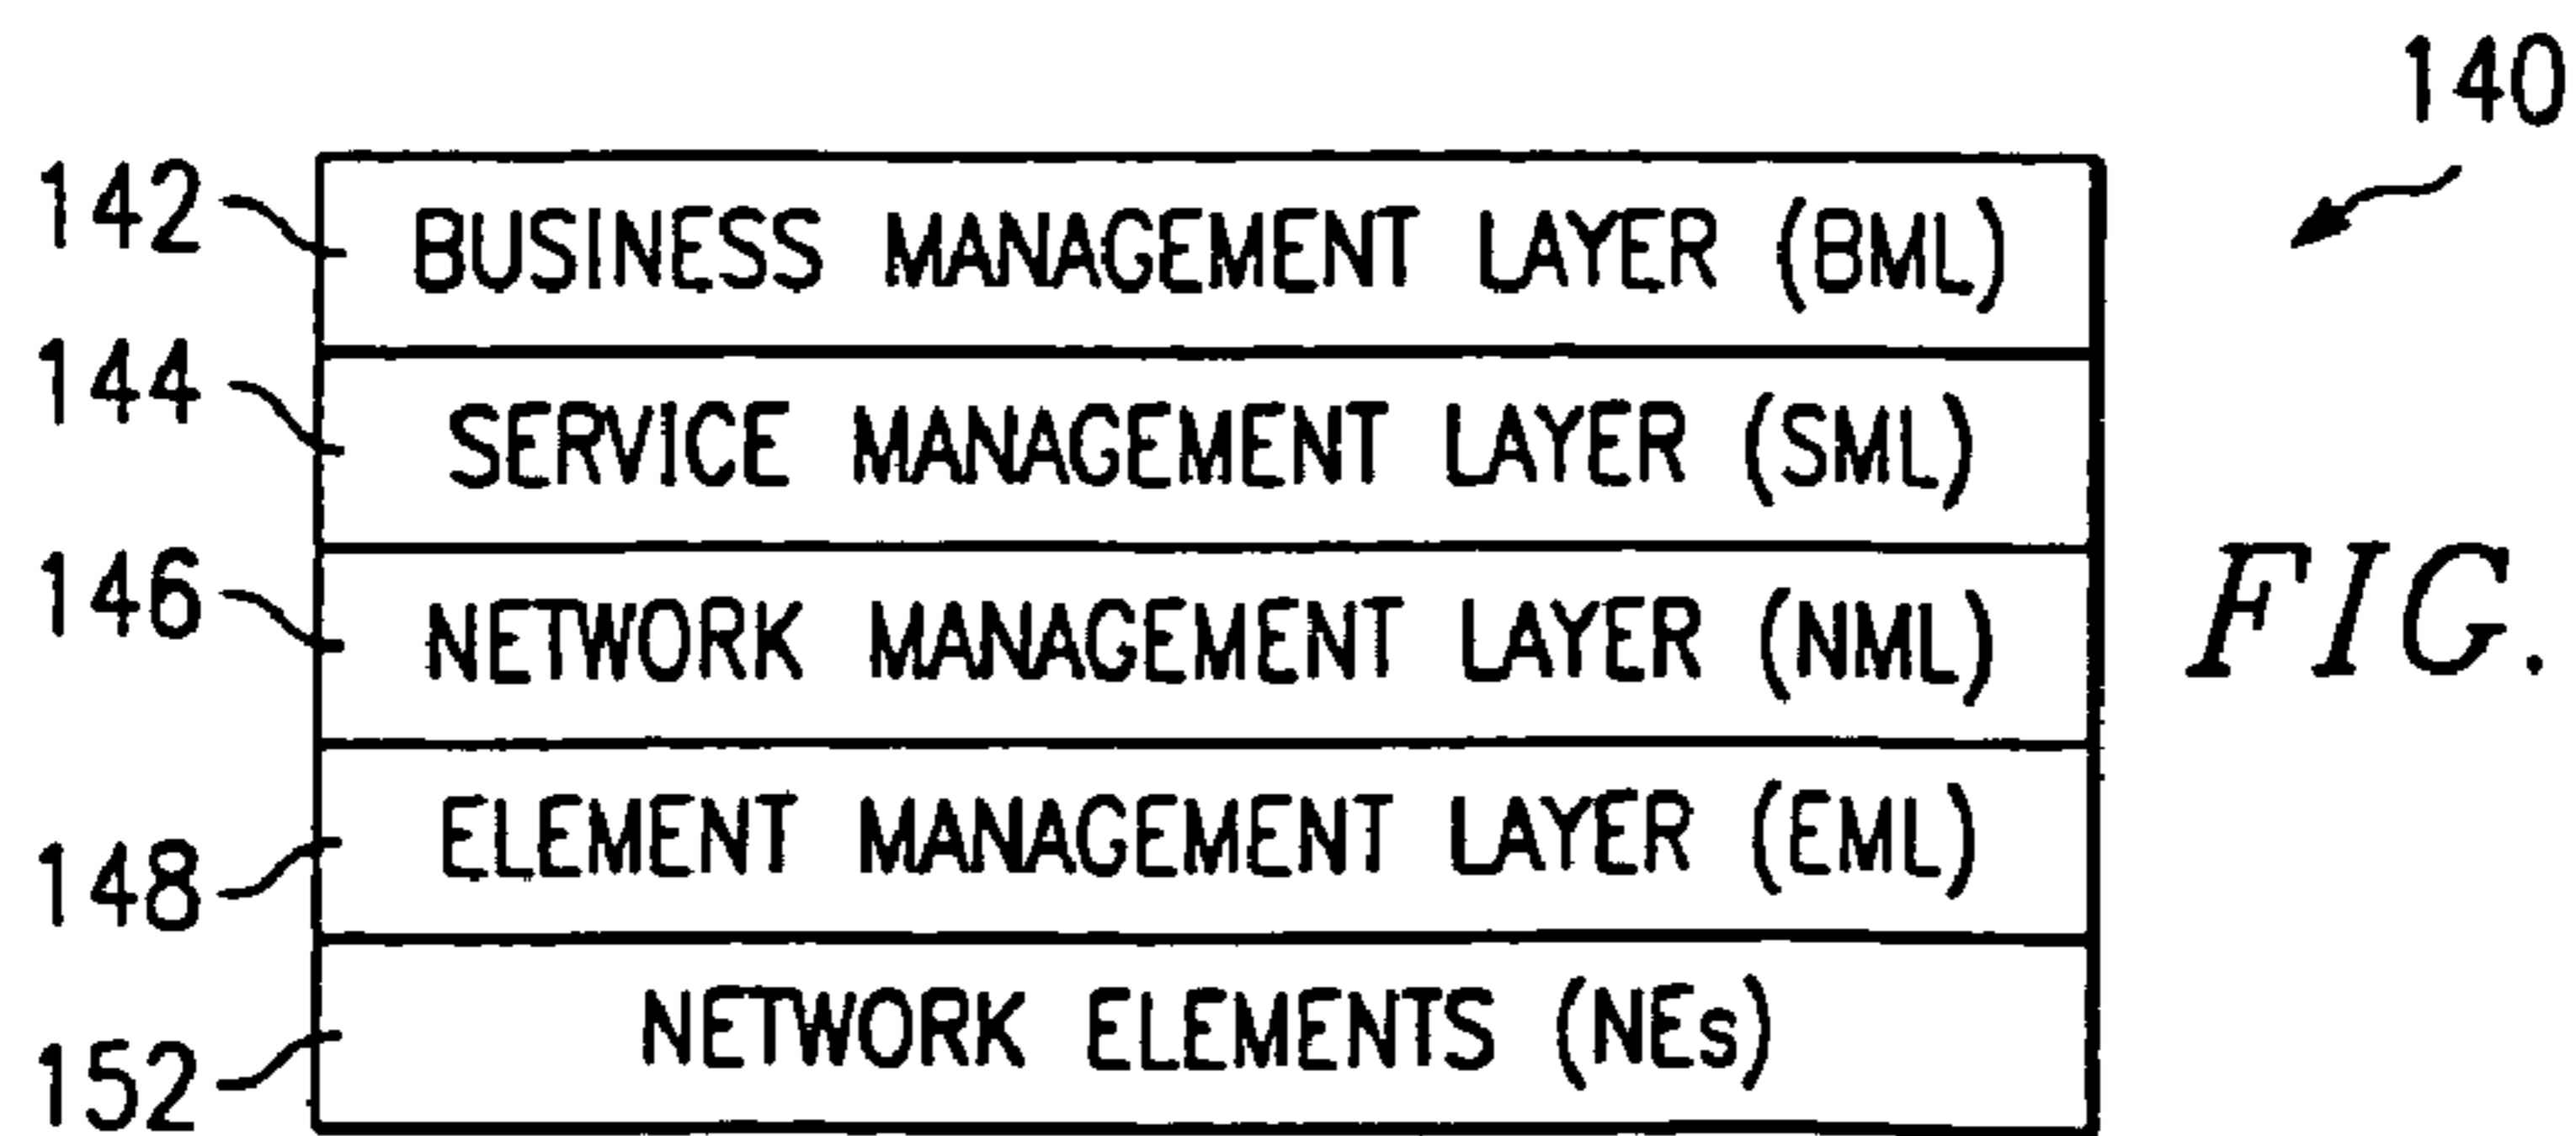 140
142 BUSINESS MANAGEMENT LAYER (BML)
144 SERVICE MANAGEMENT LAYER (SML)
146 NETWORK MANAGEMENT LAYER (NML)
FIG.
148 ELEMENT MANAGEMENT LAYER (EML)
152 NETWORK ELEMENTS (NEs)